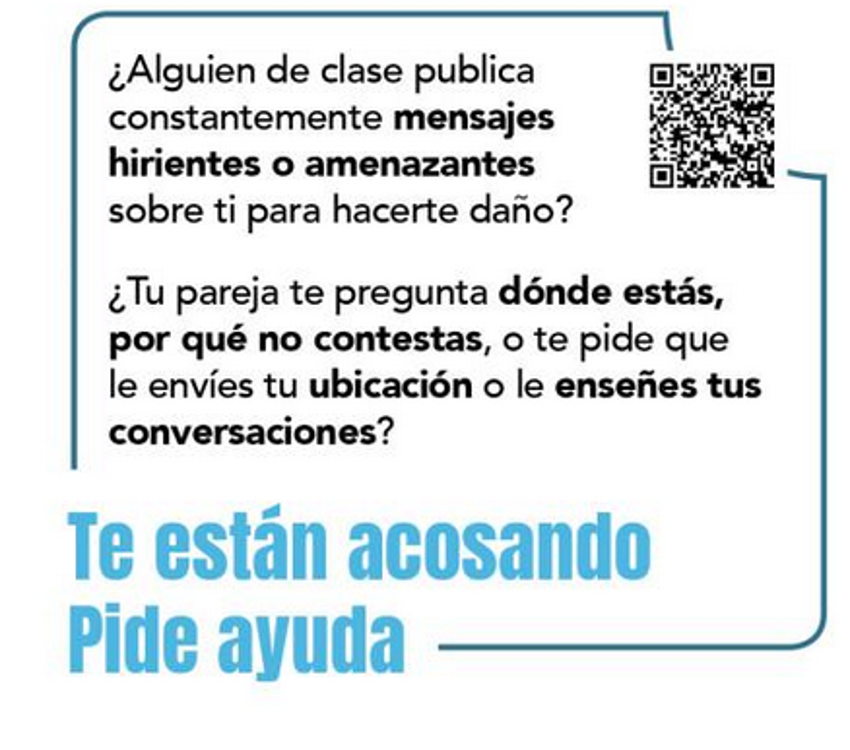 ¿Alguien de clase publica
constantemente mensajes
hirientes o amenazantes
sobre ti para hacerte daño?
¿Tu pareja te pregunta dónde estás,
por qué no contestas, o te pide que
le envíes tu ubicación o le enseñes tus
conversaciones?
Te están acosando
Pide ayuda